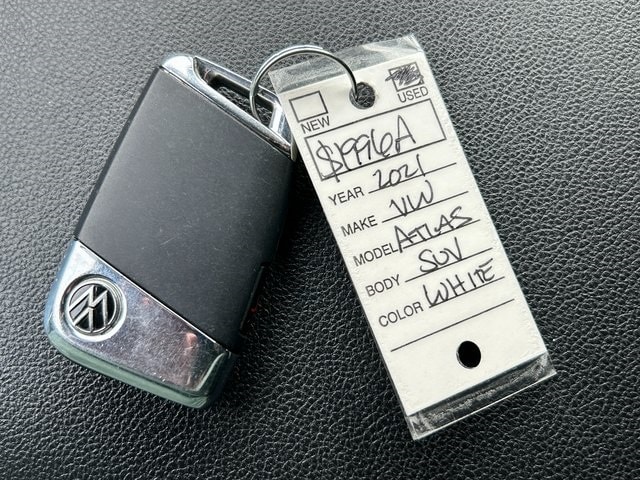 NEW USED
$1996A
YEAR 2021
MAKE VW
MODEL ATLAS
BODY SUV
COLOR WHITE